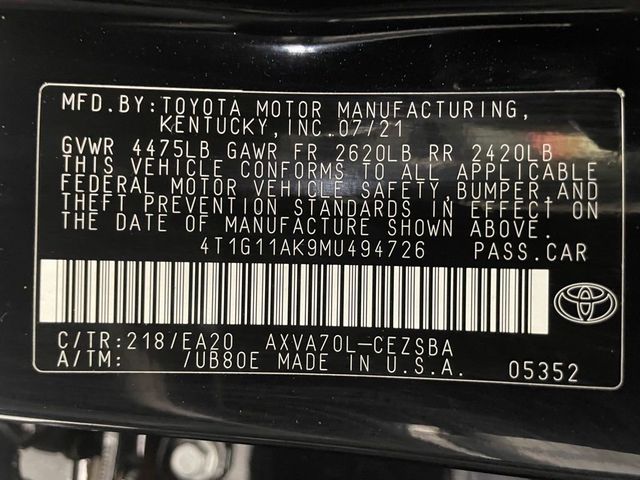 MFD.BY:TOYOTA MOTOR MANUFACTURING,
KENTUCKY,INC.07/21
GVWR 4475LB GAWR FR 2620LB RR 2420LB
THIS VEHICLE CONFORMS TO ALL APPLICABLE
FEDERAL MOTOR VEHICLE SAFETY,BUMPER,AND
THEFT PREVENTION STANDARDS IN EFFECT ON
THE DATE OF MANUFACTURE SHOWN ABOVE.
4T1G11AK9MU494726 PASS.CAR
C/TR:218/EA20 AXVA70L-CEZSBA
A/TM: /UB80E MADE IN U.S.A. 05352